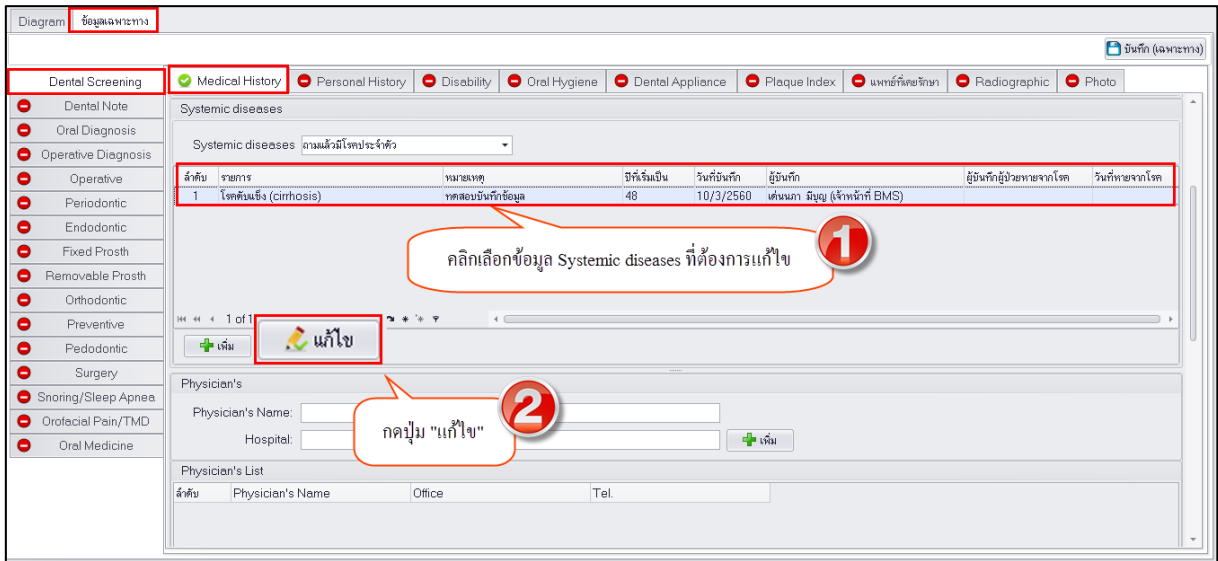 Diagram ข้อมูลเฉพาะทาง
บันทึก (เฉพาะทาง)
Dental Screening
Medical History Personal History Disability Oral Hygiene Dental Appliance Plaque Index แพทย์ที่เคยรักษา Radiographic Photo
Dental Note
Oral Diagnosis
Operative Diagnosis
Operative
Periodontic
Endodontic
Fixed Prosth
Removable Prosth
Orthodontic
Preventive
Pedodontic
Surgery
Snoring/Sleep Apnea
Orofacial Pain/TMD
Oral Medicine
Systemic diseases
Systemic diseases ถามแล้วมีโรคประจำตัว
ลำดับ รายการ หมายเหตุ ปีที่เริ่มเป็น วันที่บันทึก ผู้บันทึก ผู้บันทึกผู้ป่วยหายจากโรค วันที่หายจากโรค
1 โรคตับแข็ง (cirrhosis) ทดสอบบันทึกข้อมูล 48 10/3/2560 เด่นนภา มีบุญ (เจ้าหน้าที่ BMS)
1
คลิกเลือกข้อมูล Systemic diseases ที่ต้องการแก้ไข
1 of 1
เพิ่ม แก้ไข
Physician's
2
Physician's Name:
กดปุ่ม "แก้ไข"
Hospital: เพิ่ม
Physician's List
ลำดับ Physician's Name Office Tel.